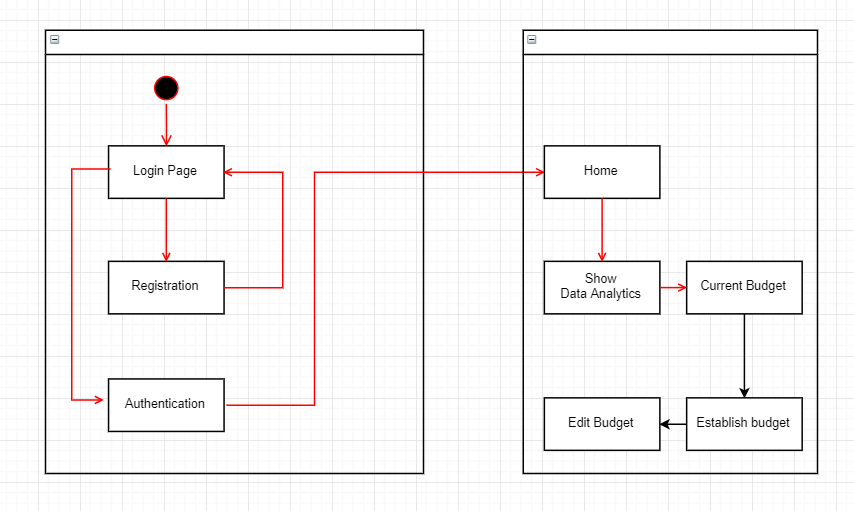 Login Page
Registration
Authentication
Home
Show
Data Analytics
Current Budget
Edit Budget
Establish budget